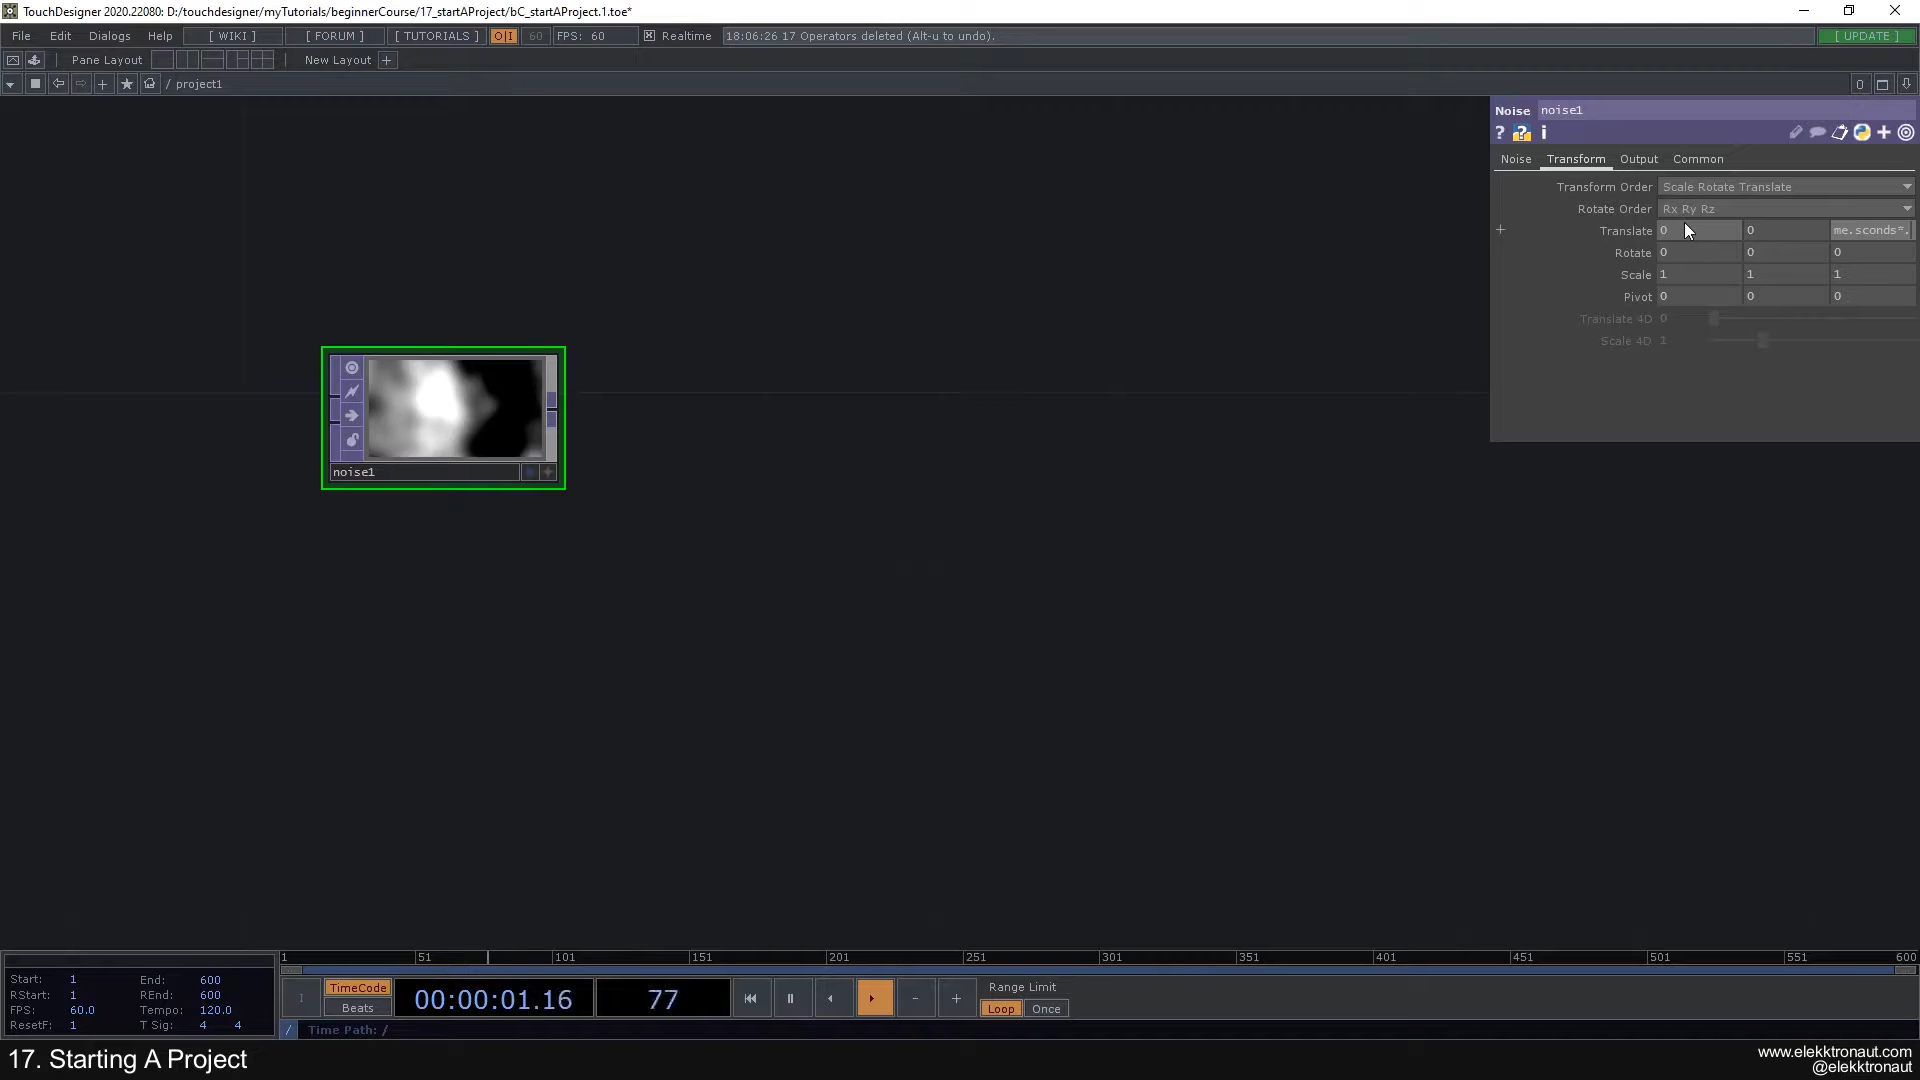 TouchDesigner 2020.22080: D:/touchdesigner/myTutorials/beginnerCourse/17_startAProject/bC_startAProject.1.toe*
File Edit Dialogs Help [ WIKI ] [ FORUM ] [ TUTORIALS ] O|I 60 FPS: 60 Realtime 18:06:26 17 Operators deleted (Alt-u to undo). [ UPDATE ]
Pane Layout New Layout +
/ project1 0
Noise noise1
? ? i
Noise Transform Output Common
Transform Order Scale Rotate Translate
Rotate Order Rx Ry Rz
Translate 0 0 me.sconds*.
Rotate 0 0 0
Scale 1 1 1
Pivot 0 0 0
Translate 4D 0
Scale 4D 1
noise1
1 51 101 151 201 251 301 351 401 451 501 551 600
Start: 1 End: 600
RStart: 1 REnd: 600
FPS: 60.0 Tempo: 120.0
ResetF: 1 T Sig: 4 4
TimeCode
Beats
00:00:01.16 77
Range Limit
Loop Once
/ Time Path: /
17. Starting A Project
www.elekktronaut.com
@elekktronaut